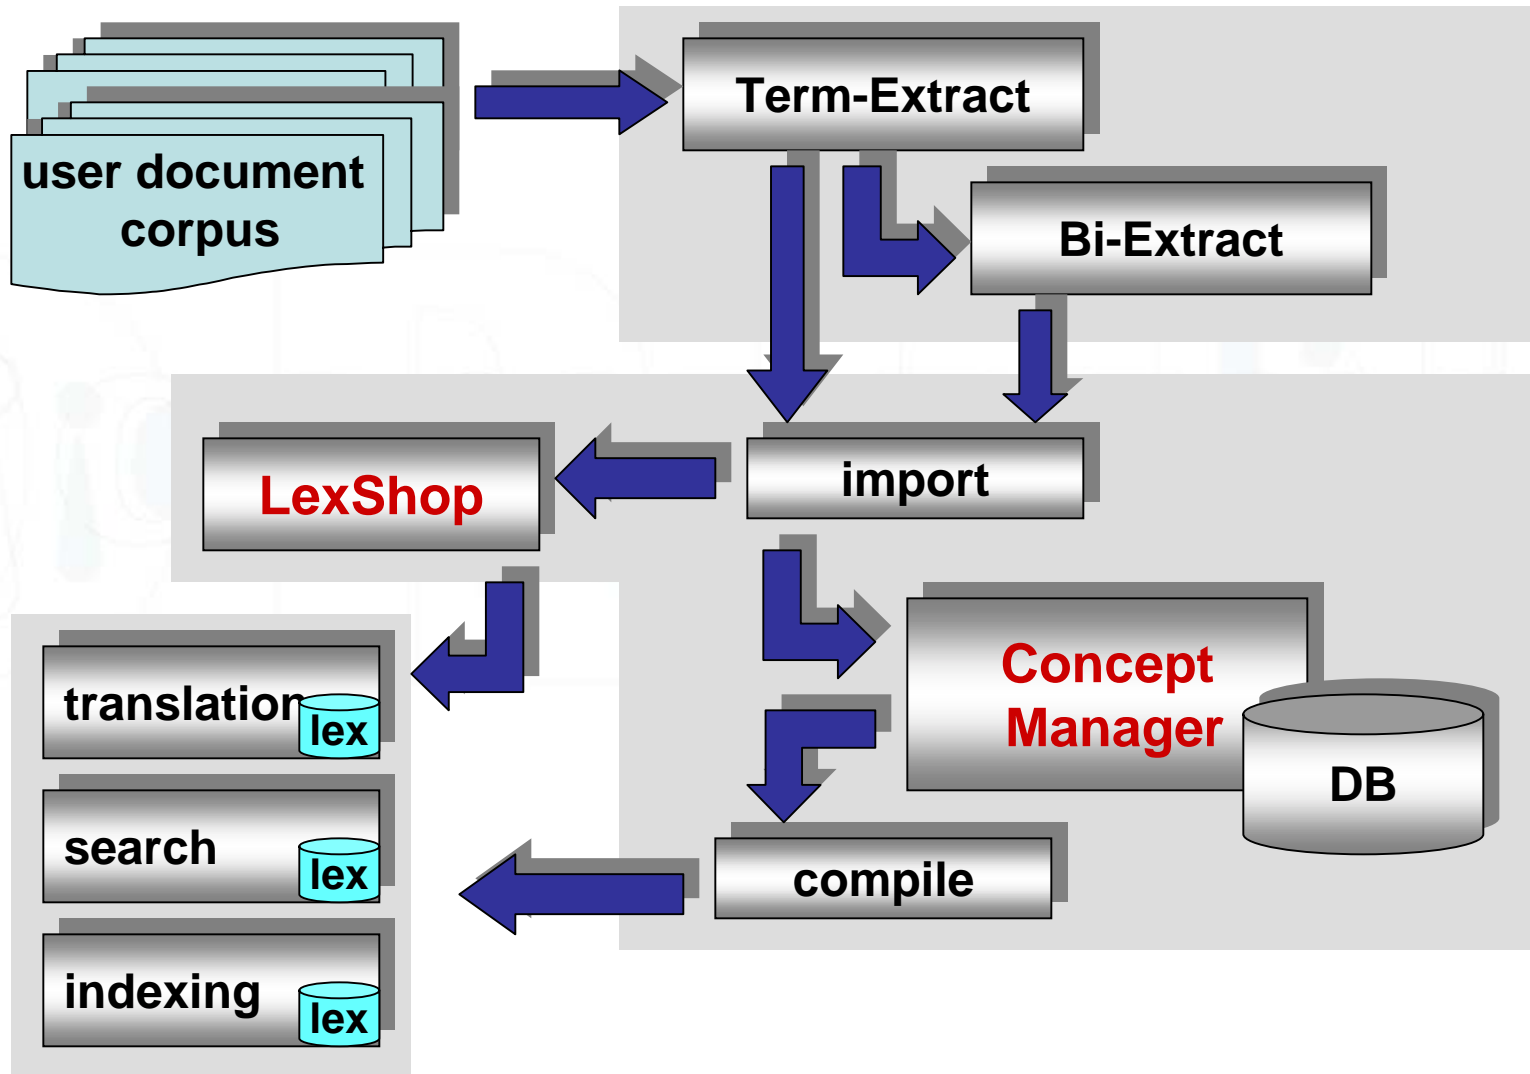 user document
corpus
Term-Extract
Bi-Extract
import
LexShop
Concept
Manager
DB
compile
translation
lex
search
lex
indexing
lex